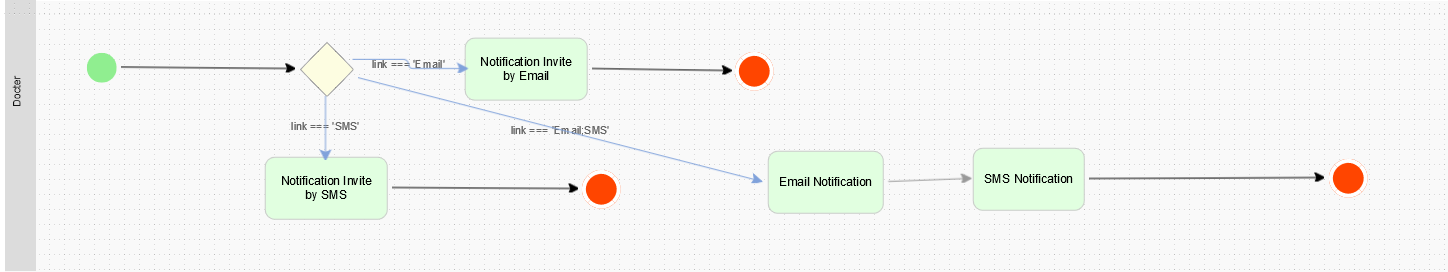 Docter
link === 'Email'
Notification Invite
by Email
link === 'SMS'
link === 'Email;SMS'
Notification Invite
by SMS
Email Notification
SMS Notification